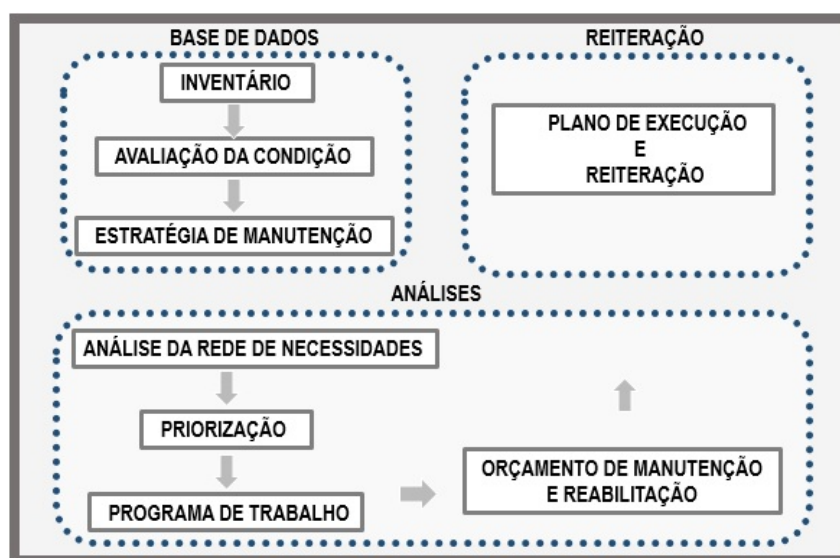 BASE DE DADOS
INVENTÁRIO
AVALIAÇÃO DA CONDIÇÃO
ESTRATÉGIA DE MANUTENÇÃO
REITERAÇÃO
PLANO DE EXECUÇÃO
E
REITERAÇÃO
ANÁLISES
ANÁLISE DA REDE DE NECESSIDADES
PRIORIZAÇÃO
PROGRAMA DE TRABALHO
ORÇAMENTO DE MANUTENÇÃO
E REABILITAÇÃO